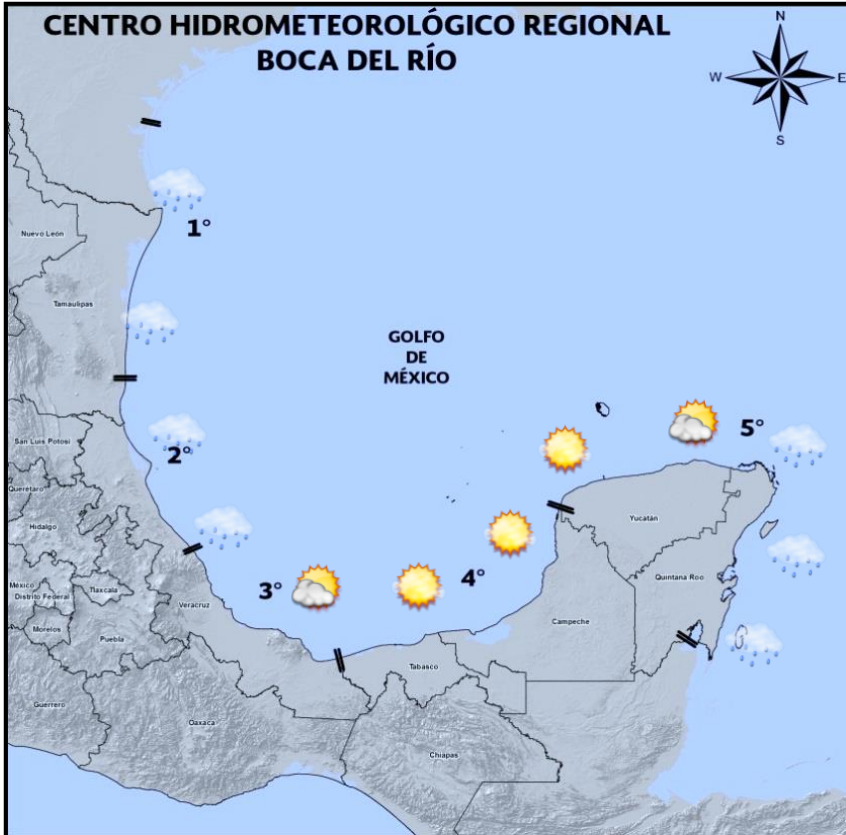 CENTRO HIDROMETEOROLÓGICO REGIONAL
BOCA DEL RÍO
N
W
E
S
1°
Nuevo León
Tamaulipas
GOLFO
DE
MÉXICO
5°
San Luis Potosí
2°
Querétaro
Yucatán
Hidalgo
3°
4°
Quintana Roo
México
Distrito Federal
Tlaxcala
Veracruz
Campeche
Morelos
Puebla
Tabasco
Guerrero
Oaxaca
Chiapas